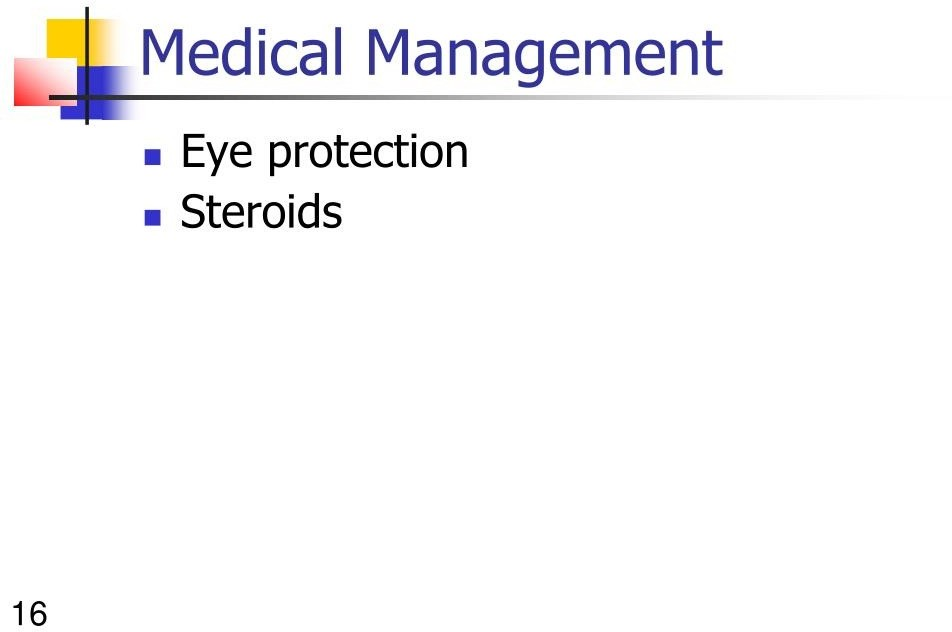 Medical Management
Eye protection
Steroids
16